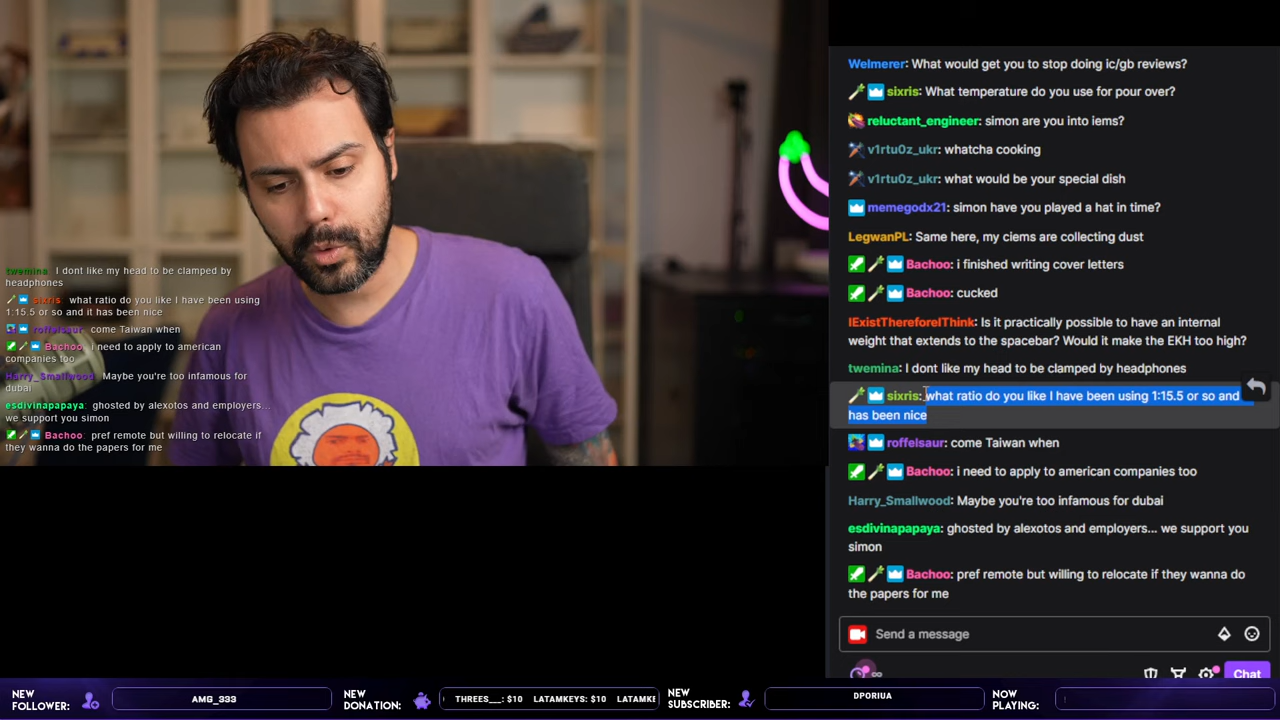 Welmerer: What would get you to stop doing ic/gb reviews?
sixris: What temperature do you use for pour over?
reluctant_engineer: simon are you into iems?
v1rtu0z_ukr: whatcha cooking
v1rtu0z_ukr: what would be your special dish
memegodx21: simon have you played a hat in time?
LegwanPL: Same here, my ciems are collecting dust
Bachoo: i finished writing cover letters
Bachoo: cucked
IExistThereforeIThink: Is it practically possible to have an internal
weight that extends to the spacebar? Would it make the EKH too high?
twemina: I dont like my head to be clamped by headphones
sixris: what ratio do you like I have been using 1:15.5 or so and
has been nice
roffelsaur: come Taiwan when
Bachoo: i need to apply to american companies too
Harry_Smallwood: Maybe you're too infamous for dubai
esdivinapapaya: ghosted by alexotos and employers... we support you
simon
Bachoo: pref remote but willing to relocate if they wanna do
the papers for me
Send a message
Chat
twemina I dont like my head to be clamped by
headphones
sixris: what ratio do you like I have been using
1:15.5 or so and it has been nice
roffelsaur: come Taiwan when
Bachoo: i need to apply to american
companies too
Harry_Smallwood Maybe you're too infamous for
dubai
esdivinapapaya: ghosted by alexotos and employers...
we support you simon
Bachoo: pref remote but willing to relocate if
they wanna do the papers for me
NEW
FOLLOWER:
AMG_333
NEW
DONATION:
THREES___: $10 LATAMKEYS: $10 LATAMKE
NEW
SUBSCRIBER:
DPORIUA
NOW
PLAYING: